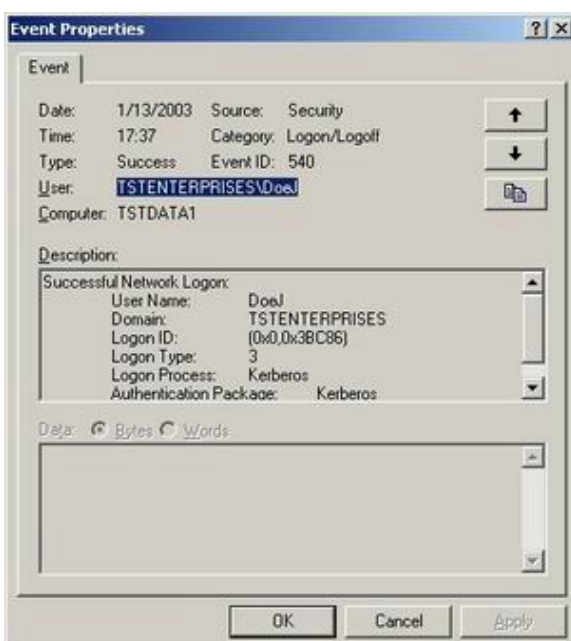 Event Properties
Event
Date: 1/13/2003 Source: Security
Time: 17:37 Category: Logon/Logoff
Type: Success Event ID: 540
User: TSTENTERPRISES\DoeJ
Computer: TSTDATA1
Description:
Successful Network Logon:
User Name: DoeJ
Domain: TSTENTERPRISES
Logon ID: (0x0,0x3BC86)
Logon Type: 3
Logon Process: Kerberos
Authentication Package: Kerberos
Data: Bytes Words
OK Cancel Apply